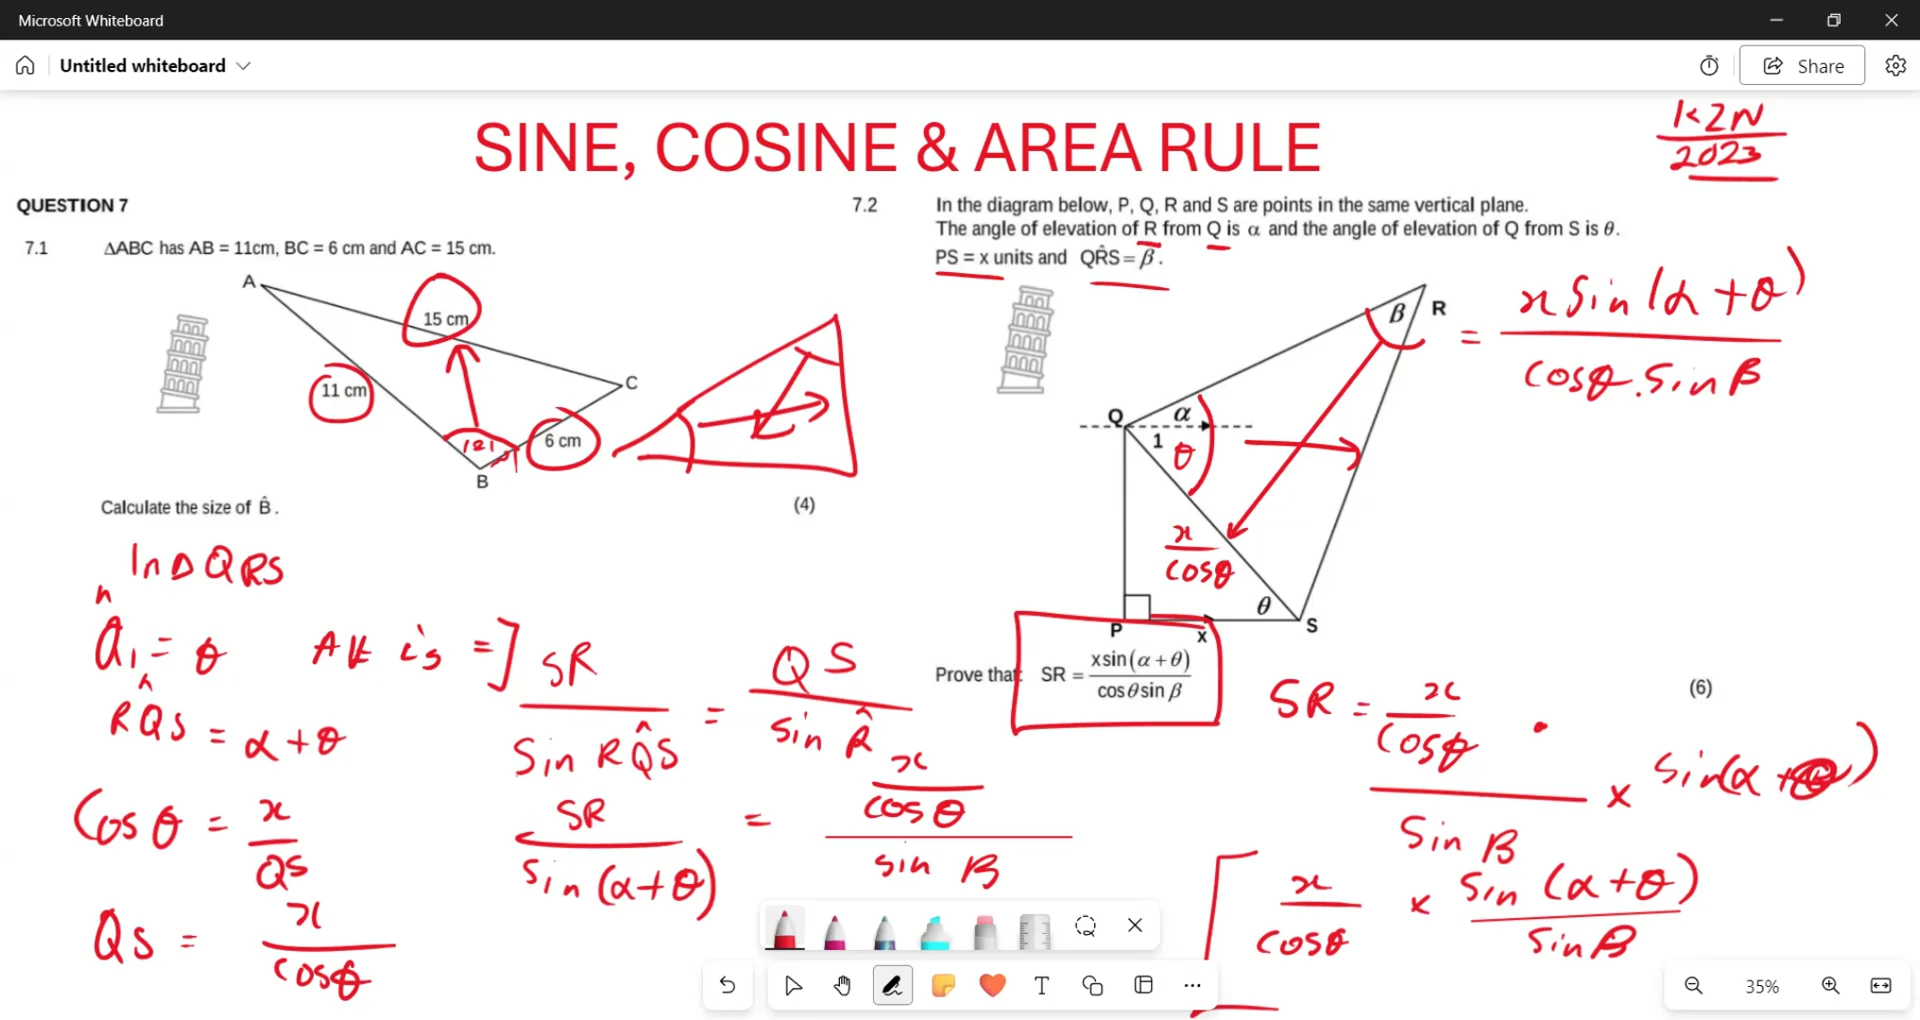 Microsoft Whiteboard
Untitled whiteboard
Share
SINE, COSINE & AREA RULE
KZN
2023
QUESTION 7
7.1 ΔABC has AB = 11cm, BC = 6 cm and AC = 15 cm.
A
15 cm
11 cm
C
121
6 cm
B
Calculate the size of B̂.
(4)
7.2 In the diagram below, P, Q, R and S are points in the same vertical plane.
The angle of elevation of R from Q is α and the angle of elevation of Q from S is θ.
PS = x units and QR̂S = β.
β R
Q α
1
θ
x/cosθ
θ
P x S
= x sin(α + θ) / cosθ . sin β
Prove that SR = x sin(α + θ) / cos θ sin β
(6)
In Δ QRS
Q̂1 = θ Alt ∠s =]
RQ̂S = α + θ
Cos θ = x / QS
QS = x / cosθ
SR / Sin RQ̂S = QS / sin R̂
SR / sin (α + θ) = x / cos θ / sin β
SR = x / cosθ . / Sin β × sin(α + θ)
x / cosθ × sin (α + θ) / sin β
35%